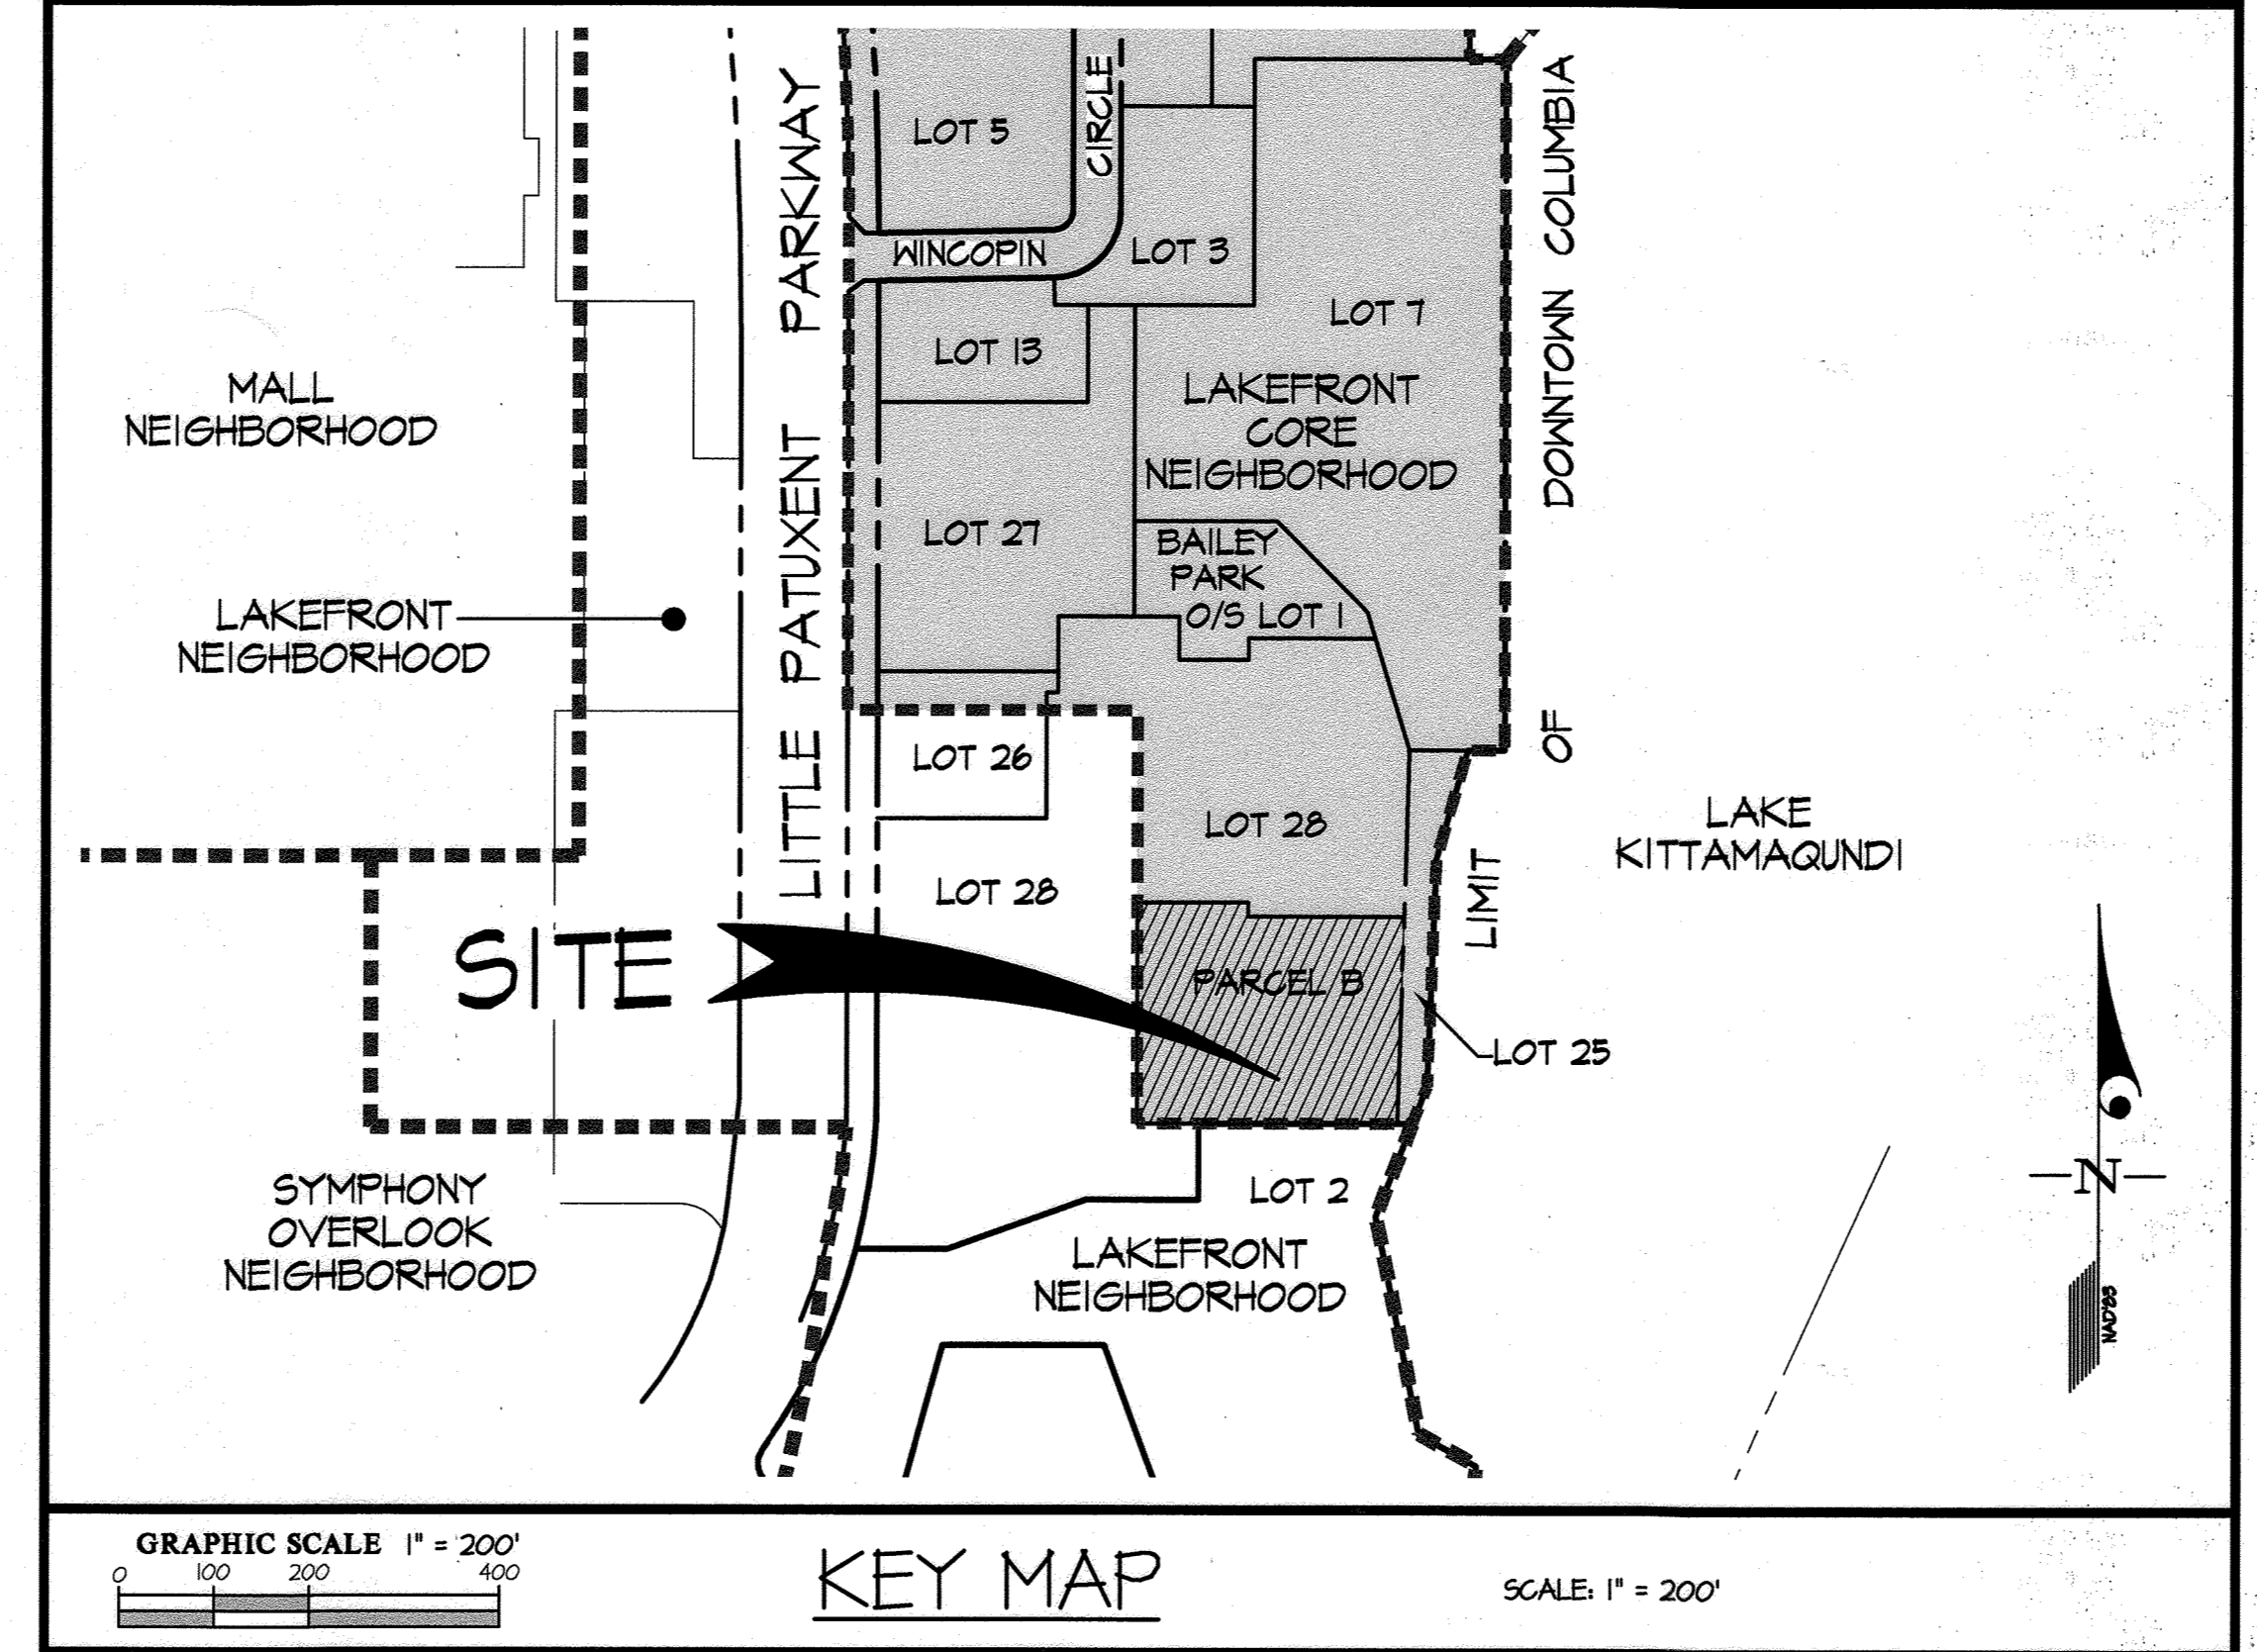 LOT 5
CIRCLE
WINCOPIN
LOT 3
LOT 7
LOT 13
LAKEFRONT
CORE
NEIGHBORHOOD
MALL
NEIGHBORHOOD
LITTLE PATUXENT PARKWAY
LIMIT OF DOWNTOWN COLUMBIA
LOT 27
BAILEY
PARK
O/S LOT 1
LAKEFRONT
NEIGHBORHOOD
LOT 26
LOT 28
LAKE
KITTAMAQUNDI
LOT 28
SITE
PARCEL B
LOT 25
N
NAD'83
SYMPHONY
OVERLOOK
NEIGHBORHOOD
LOT 2
LAKEFRONT
NEIGHBORHOOD
GRAPHIC SCALE 1" = 200'
0 100 200 400
KEY MAP
SCALE: 1" = 200'